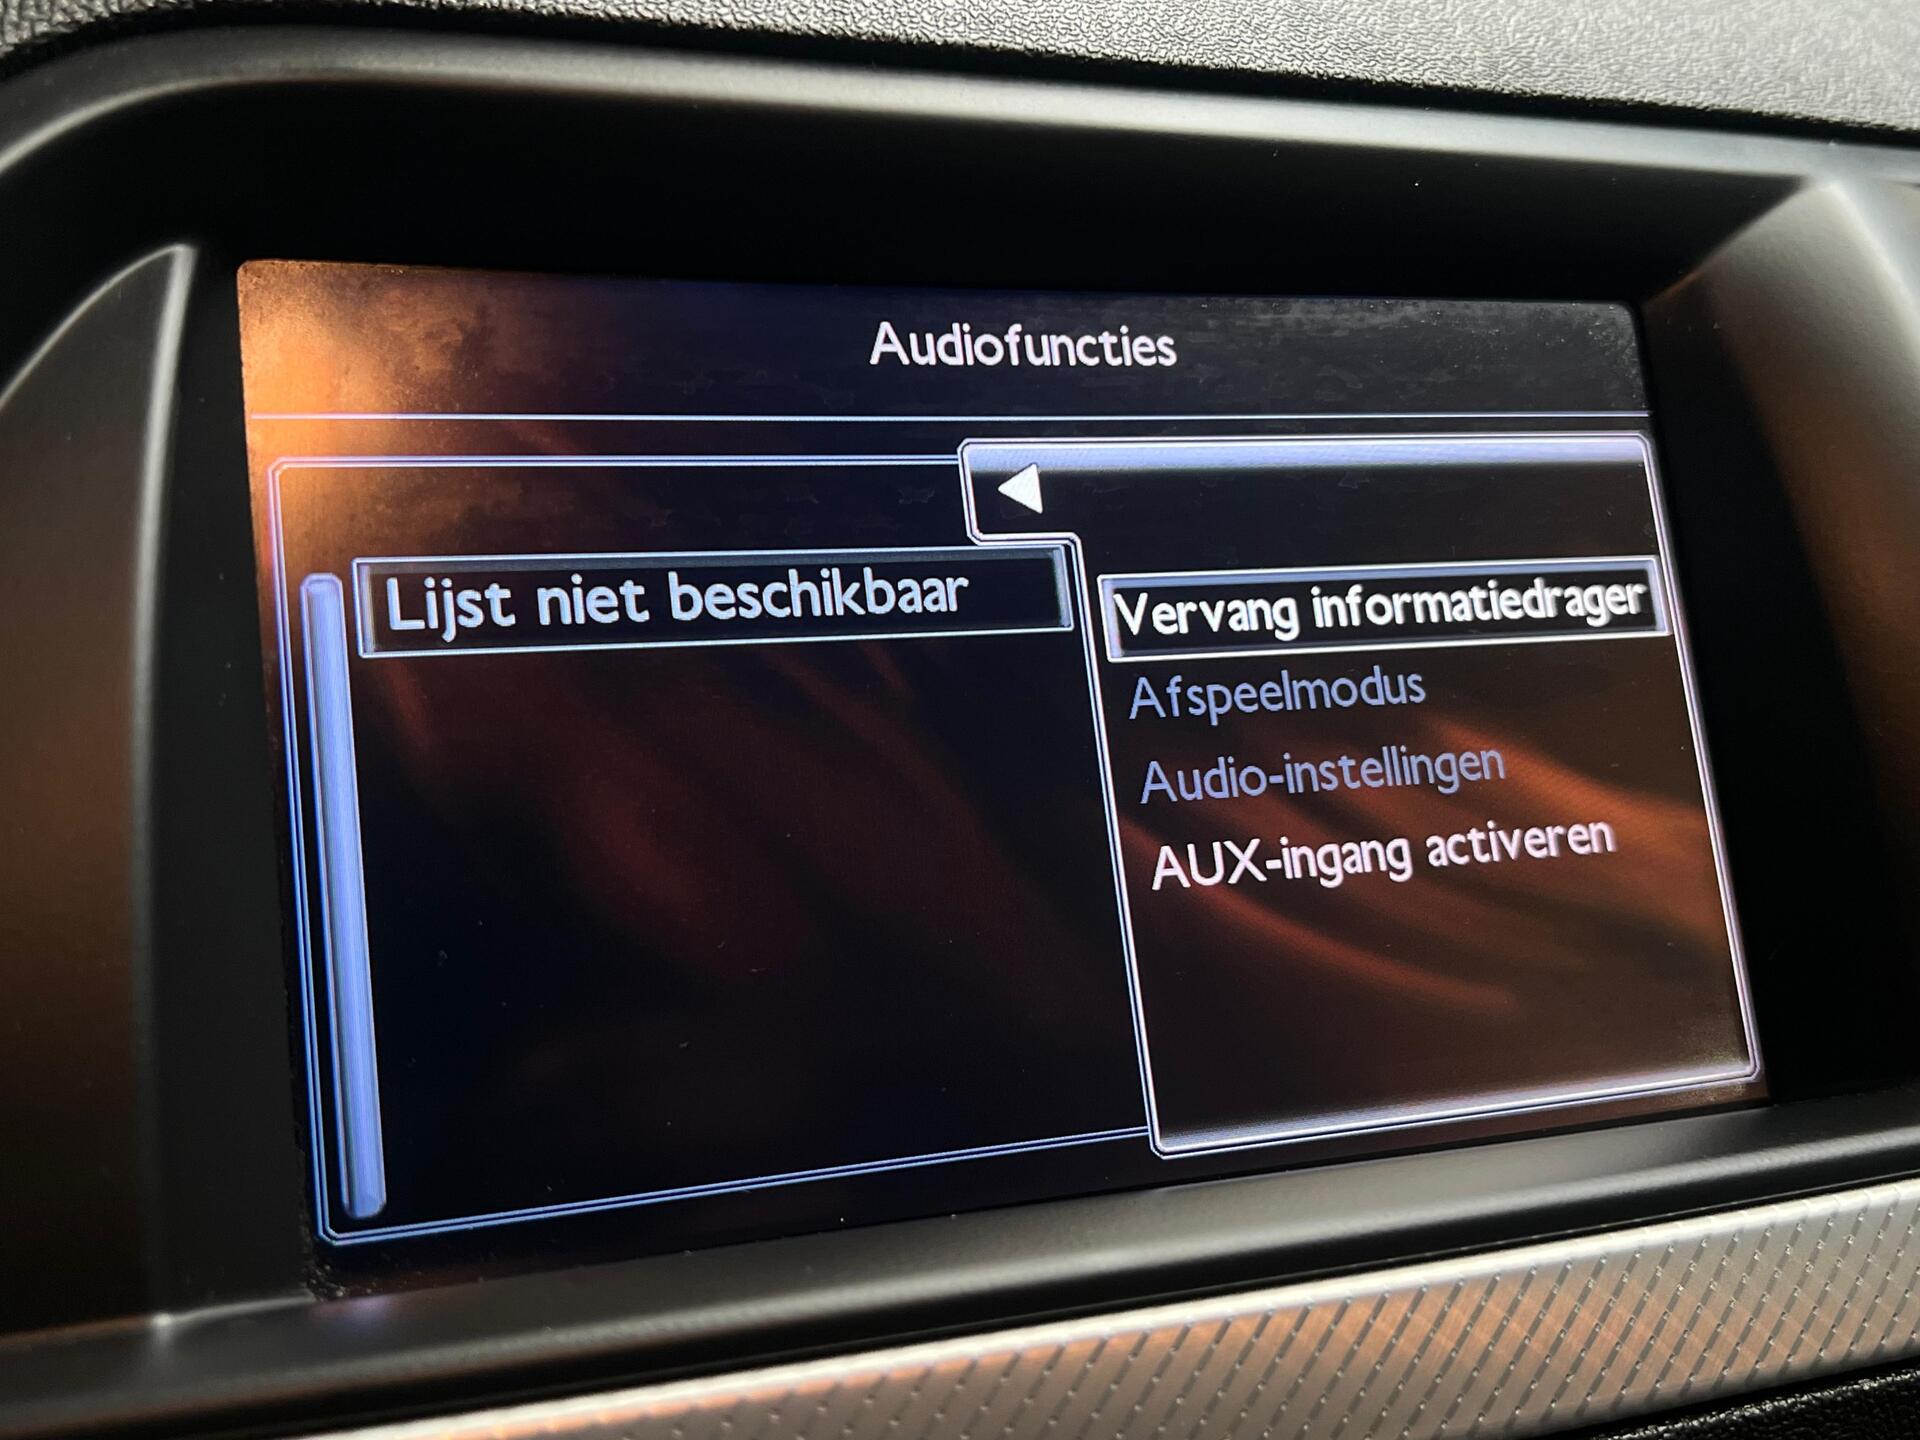 Audiofuncties
Lijst niet beschikbaar
Vervang informatiedrager
Afspeelmodus
Audio-instellingen
AUX-ingang activeren